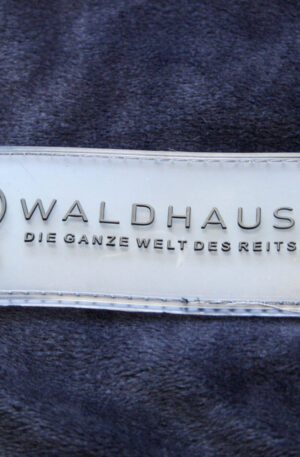 WALDHAUS
DIE GANZE WELT DES REITS